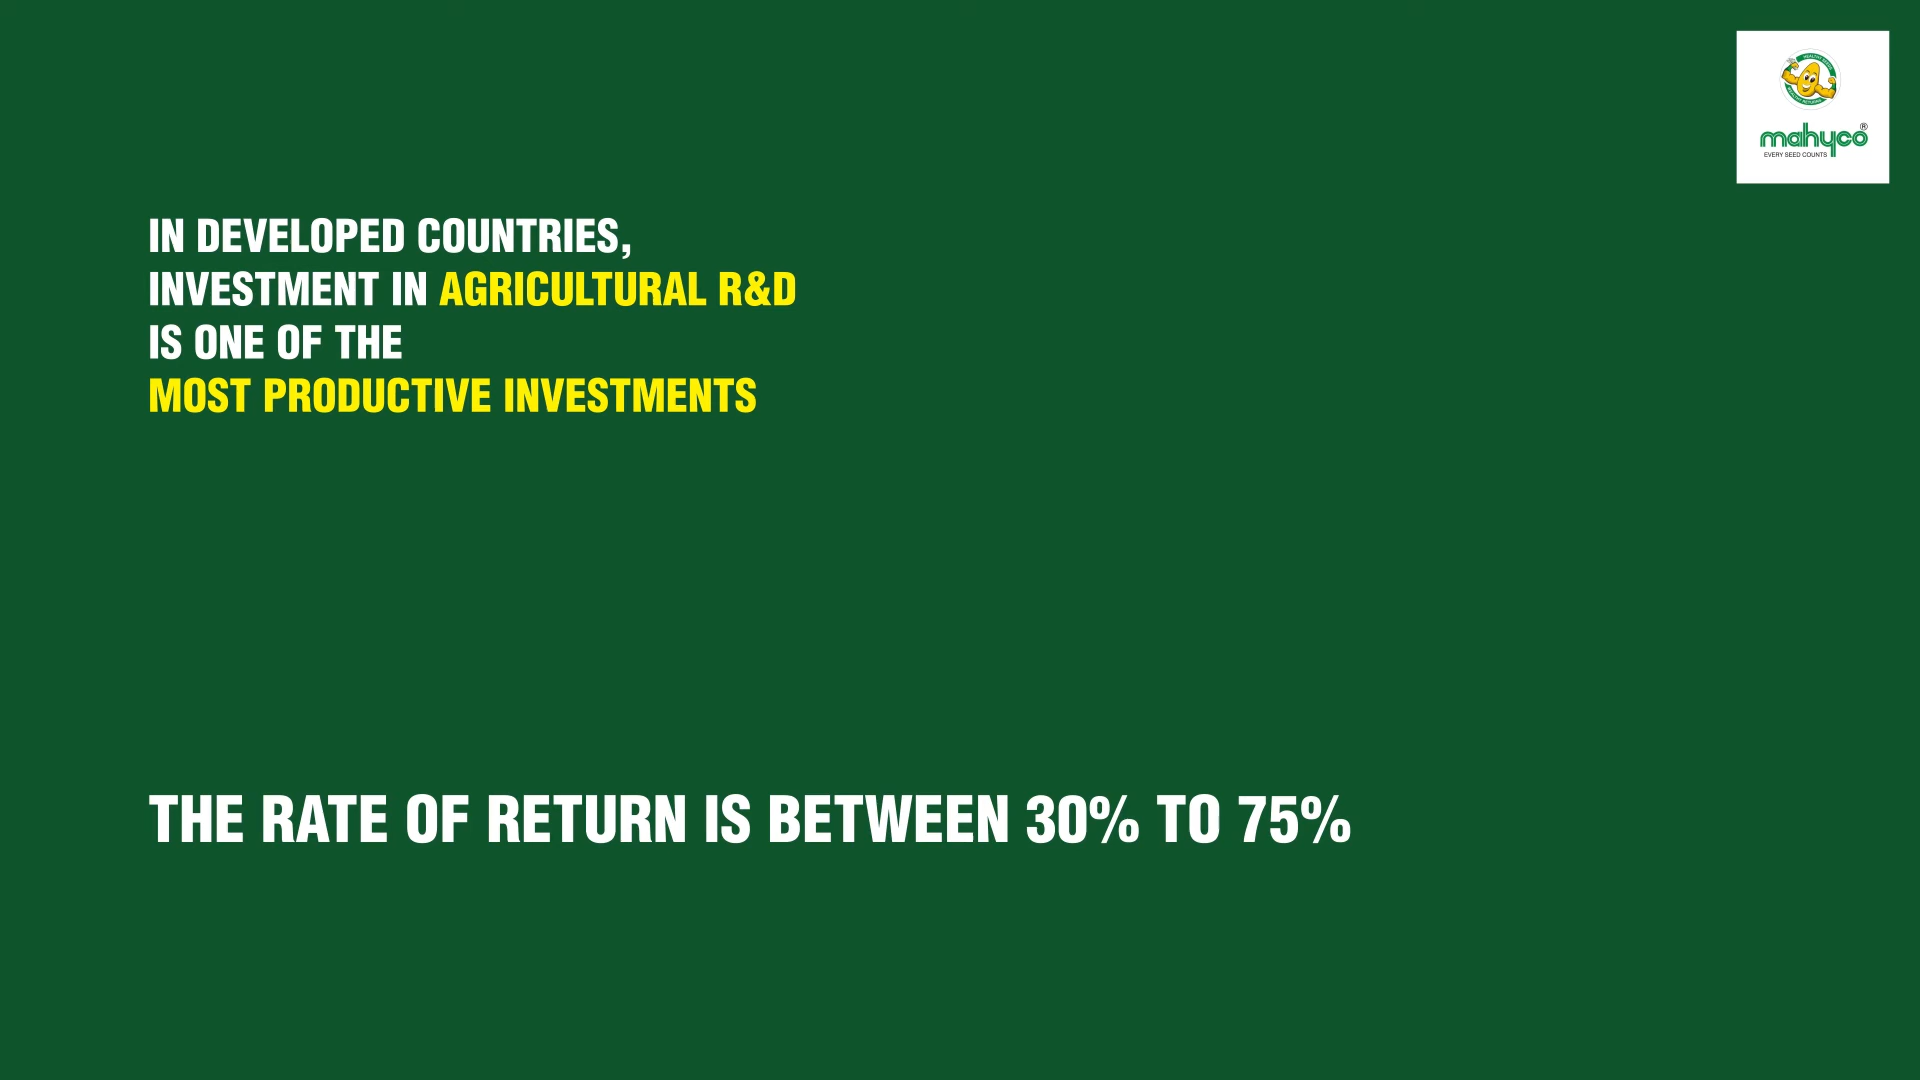 mahyco®
EVERY SEED COUNTS
IN DEVELOPED COUNTRIES,
INVESTMENT IN AGRICULTURAL R&D
IS ONE OF THE
MOST PRODUCTIVE INVESTMENTS
THE RATE OF RETURN IS BETWEEN 30% TO 75%